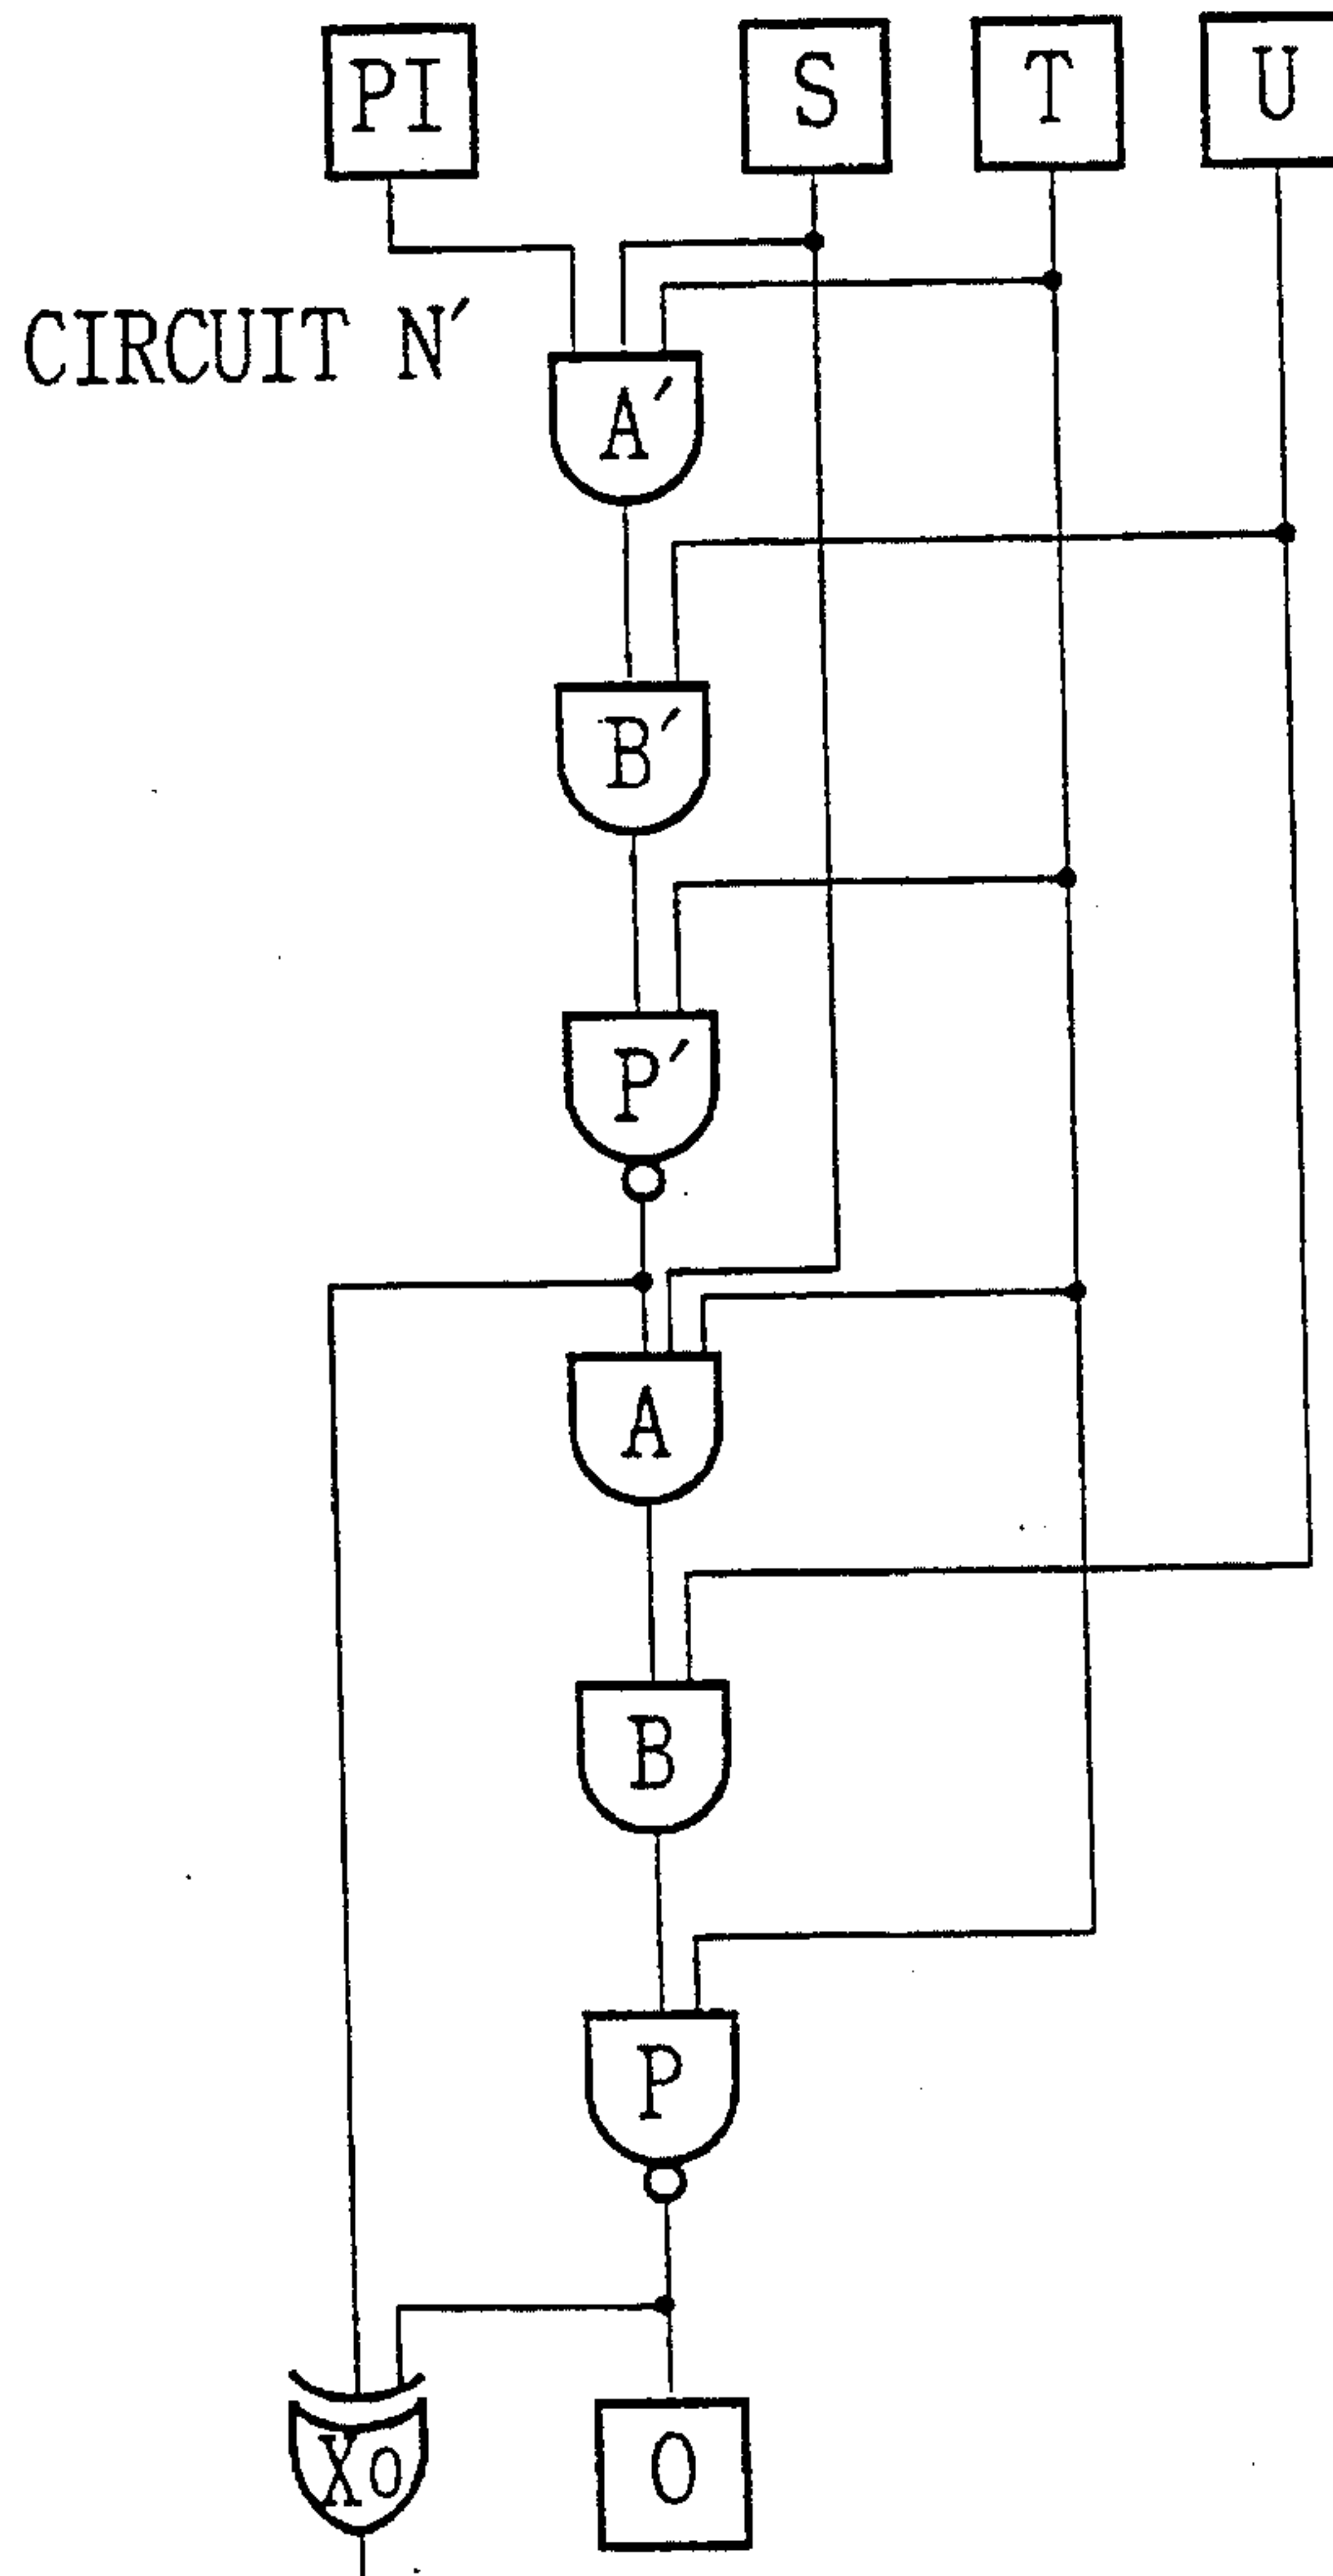 PI S T U
CIRCUIT N′
A′
B′
P′
A
B
P
Xo O